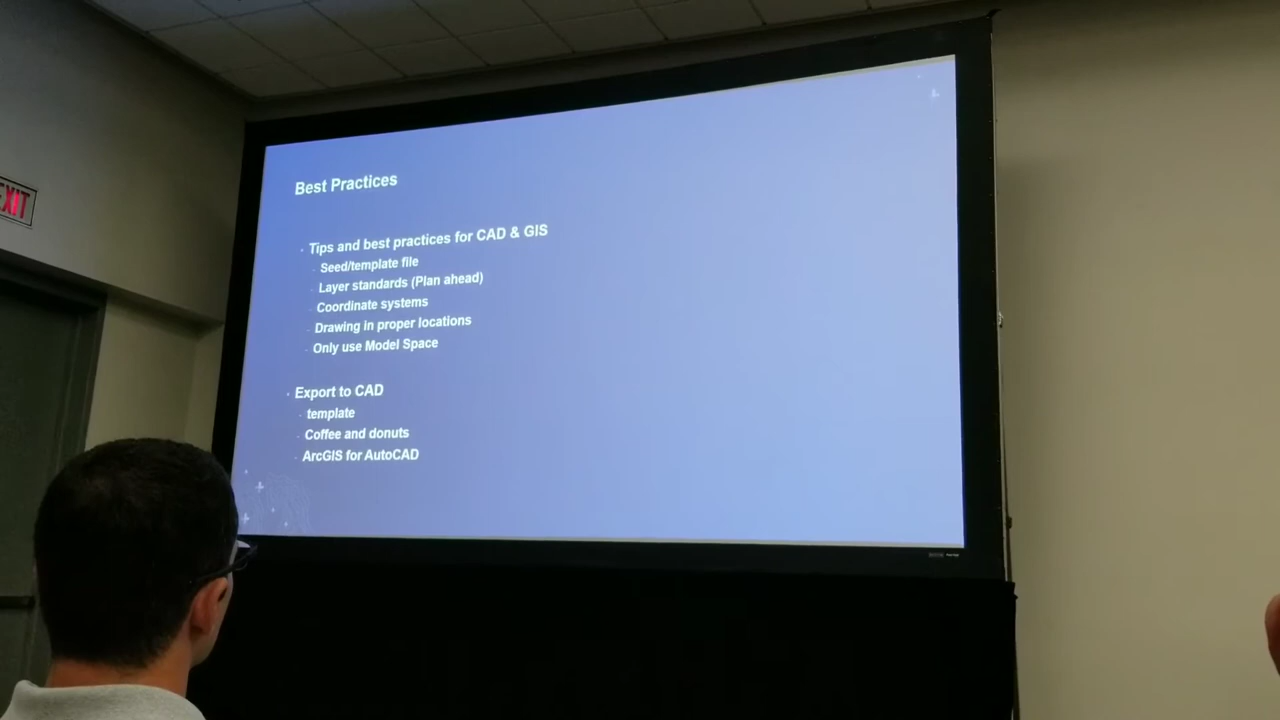 EXIT
Best Practices
Tips and best practices for CAD & GIS
Seed/template file
Layer standards (Plan ahead)
Coordinate systems
Drawing in proper locations
Only use Model Space
Export to CAD
template
Coffee and donuts
ArcGIS for AutoCAD